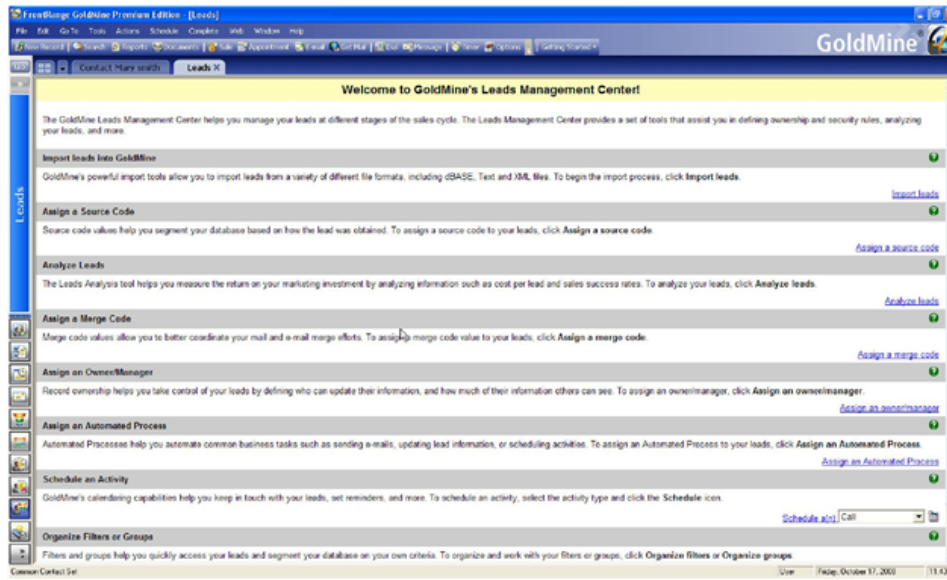 FrontRange GoldMine Premium Edition - [Leads]
File Edit Go To Tools Actions Schedule Complete Web Window Help
New Record Search Reports Documents Sale Appointment E-mail Get Mail Message Timer Options Getting Started
GoldMine
Contact Mary smith Leads X
Leads
Welcome to GoldMine's Leads Management Center!
The GoldMine Leads Management Center helps you manage your leads at different stages of the sales cycle. The Leads Management Center provides a set of tools that assist you in defining ownership and security rules, analyzing
your leads, and more.
Import leads into GoldMine
GoldMine's powerful import tools allow you to import leads from a variety of different file formats, including dBASE, Text and XML files. To begin the import process, click Import leads.
Import leads
Assign a Source Code
Source code values help you segment your database based on how the lead was obtained. To assign a source code to your leads, click Assign a source code.
Assign a source code
Analyze Leads
The Leads Analysis tool helps you measure the return on your marketing investment by analyzing information such as cost per lead and sales success rates. To analyze your leads, click Analyze leads.
Analyze leads
Assign a Merge Code
Merge code values allow you to better coordinate your mail and e-mail merge efforts. To assign a merge code value to your leads, click Assign a merge code.
Assign a merge code
Assign an Owner/Manager
Record ownership helps you take control of your leads by defining who can update their information, and how much of their information others can see. To assign an owner/manager, click Assign an owner/manager.
Assign an owner/manager
Assign an Automated Process
Automated Processes help you automate common business tasks such as sending e-mails, updating lead information, or scheduling activities. To assign an Automated Process to your leads, click Assign an Automated Process.
Assign an Automated Process
Schedule an Activity
GoldMine's calendaring capabilities help you keep in touch with your leads, set reminders, and more. To schedule an activity, select the activity type and click the Schedule icon.
Schedule a(n): Call
Organize Filters or Groups
Filters and groups help you quickly access your leads and segment your database on your own criteria. To organize and work with your filters or groups, click Organize filters or Organize groups.
Common Contact Set User Friday, October 17, 2008 11:43